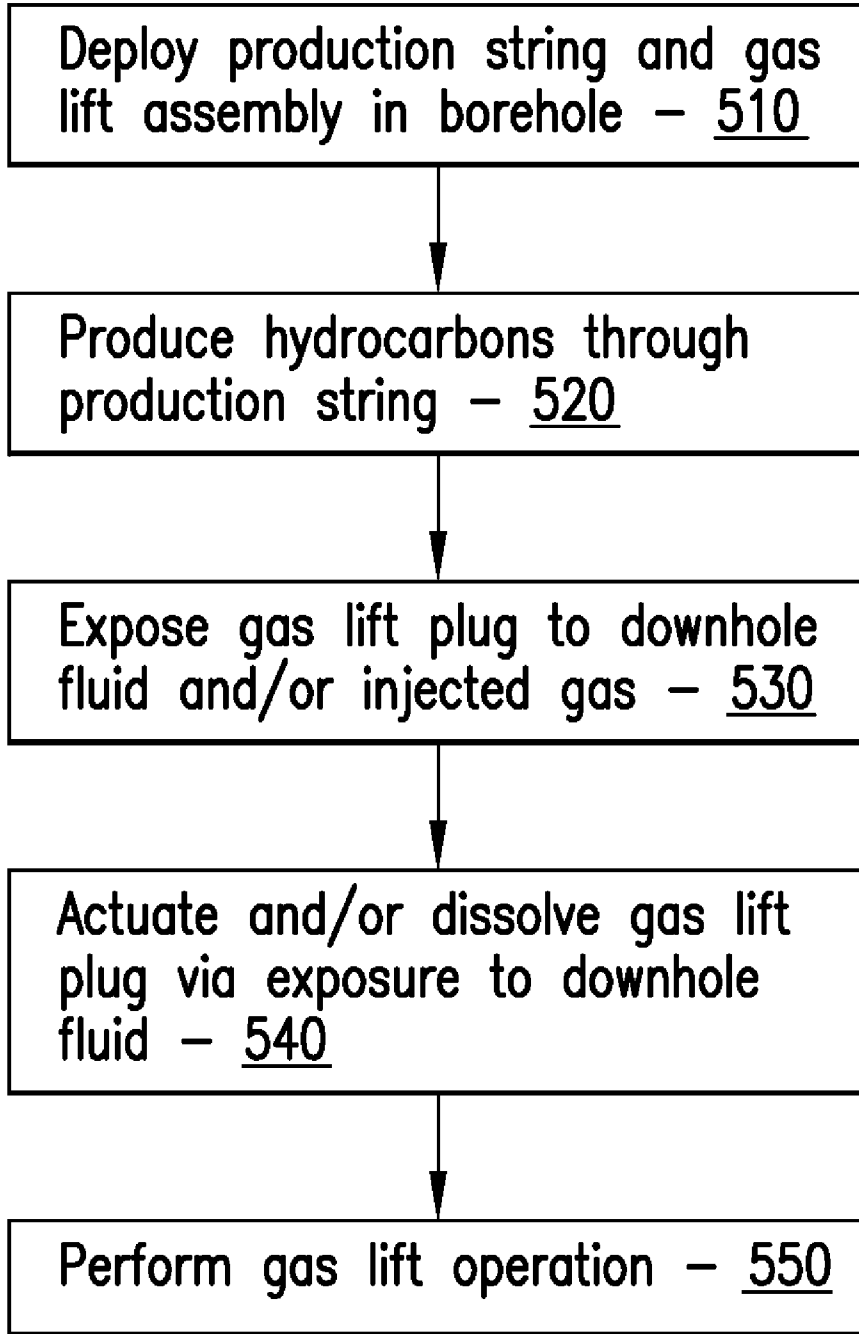 Deploy production string and gas
lift assembly in borehole – 510
Produce hydrocarbons through
production string – 520
Expose gas lift plug to downhole
fluid and/or injected gas – 530
Actuate and/or dissolve gas lift
plug via exposure to downhole
fluid – 540
Perform gas lift operation – 550